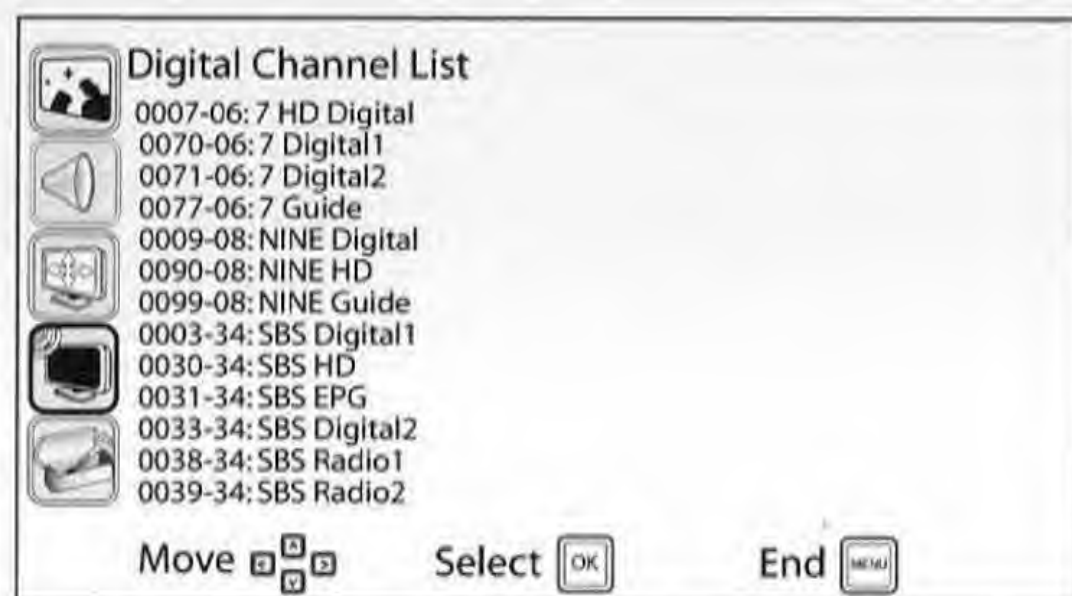 Digital Channel List
0007-06: 7 HD Digital
0070-06: 7 Digital1
0071-06: 7 Digital2
0077-06: 7 Guide
0009-08: NINE Digital
0090-08: NINE HD
0099-08: NINE Guide
0003-34: SBS Digital1
0030-34: SBS HD
0031-34: SBS EPG
0033-34: SBS Digital2
0038-34: SBS Radio1
0039-34: SBS Radio2
Move Select OK End MENU